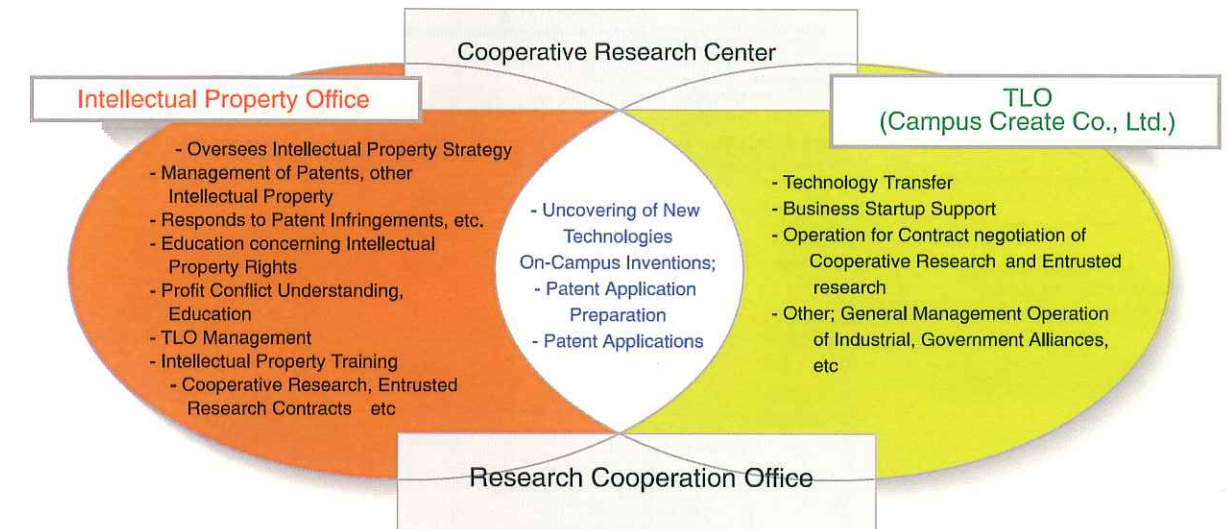 Cooperative Research Center
Intellectual Property Office
TLO
(Campus Create Co., Ltd.)
- Oversees Intellectual Property Strategy
- Management of Patents, other
Intellectual Property
- Responds to Patent Infringements, etc.
- Education concerning Intellectual
Property Rights
- Profit Conflict Understanding,
Education
- TLO Management
- Intellectual Property Training
- Cooperative Research, Entrusted
Research Contracts etc
- Uncovering of New
Technologies
On-Campus Inventions;
- Patent Application
Preparation
- Patent Applications
- Technology Transfer
- Business Startup Support
- Operation for Contract negotiation of
Cooperative Research and Entrusted
research
- Other; General Management Operation
of Industrial, Government Alliances,
etc
Research Cooperation Office